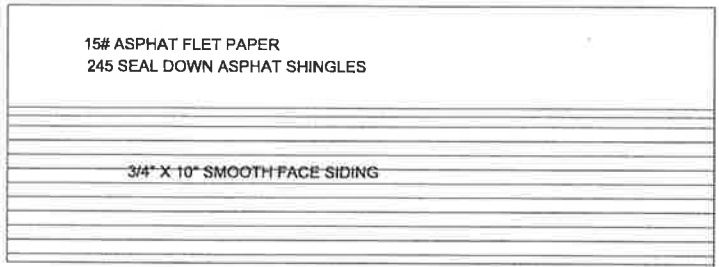 15# ASPHAT FLET PAPER
245 SEAL DOWN ASPHAT SHINGLES
3/4" X 10" SMOOTH FACE SIDING